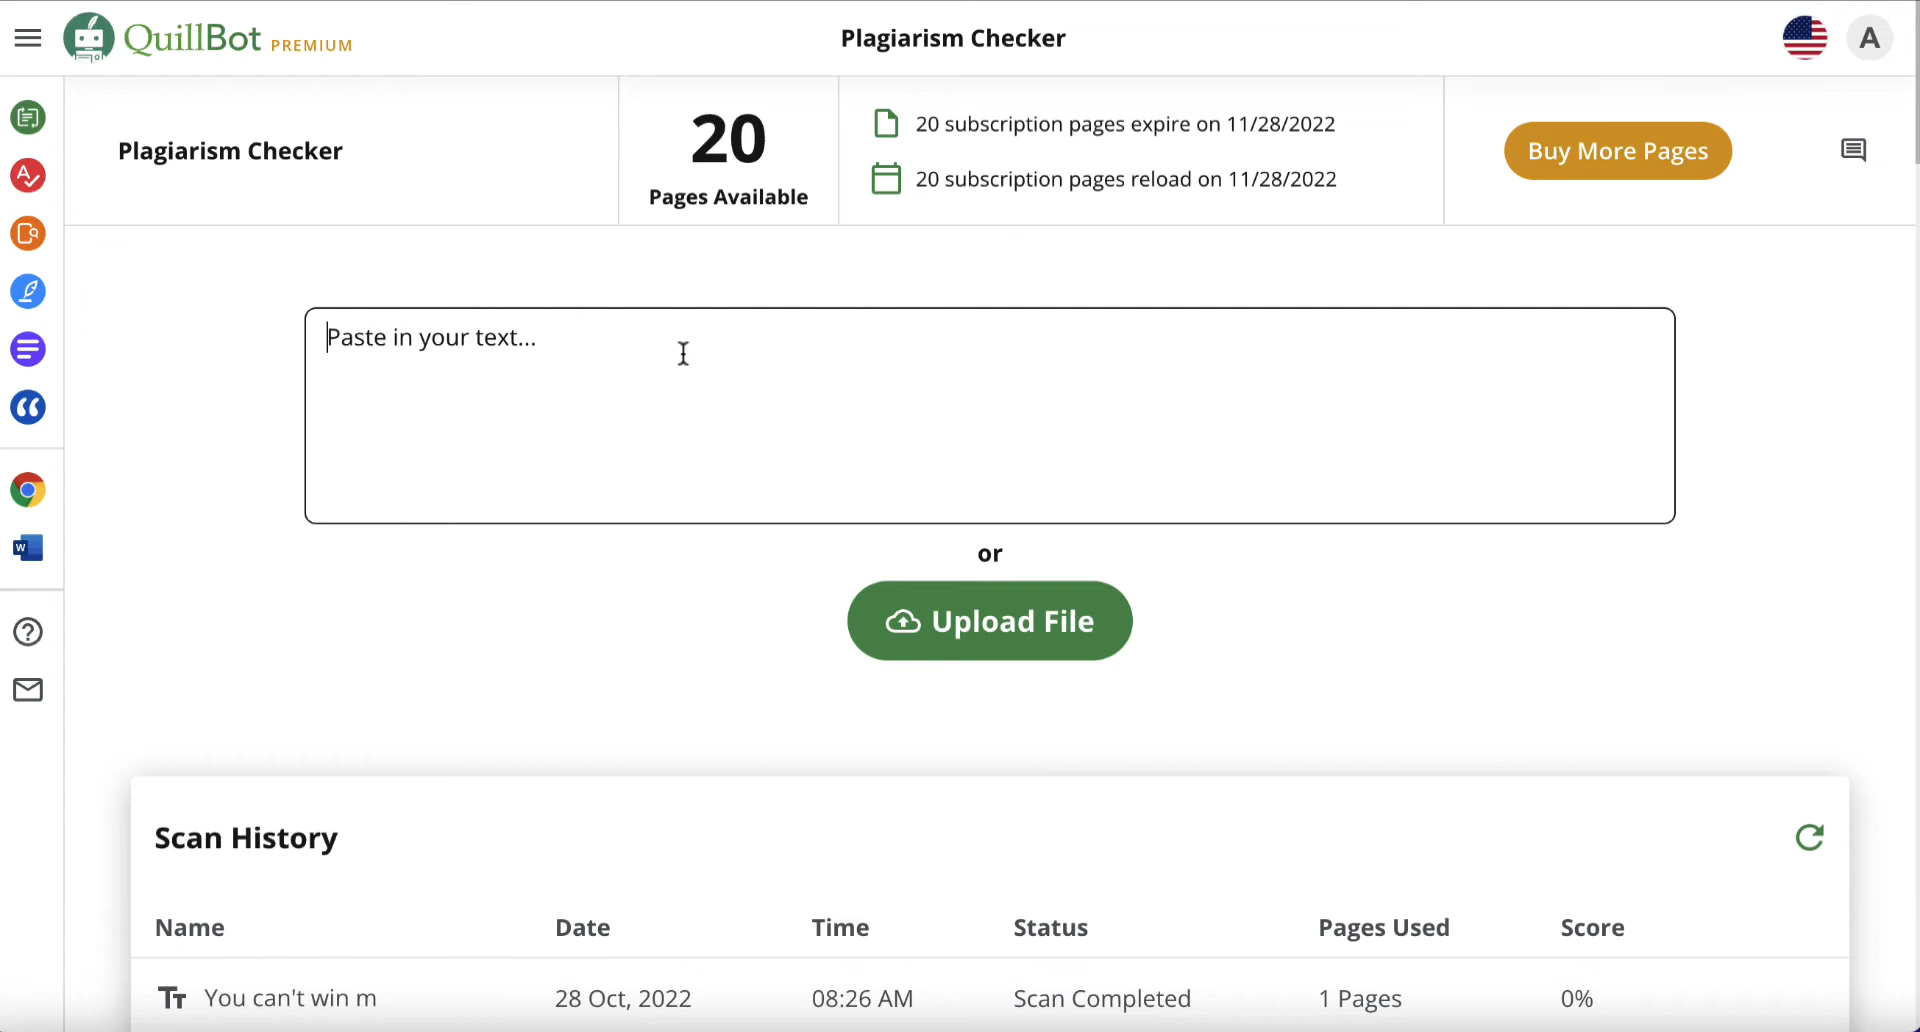 QuillBot PREMIUM
Plagiarism Checker
A
Plagiarism Checker
20
Pages Available
20 subscription pages expire on 11/28/2022
20 subscription pages reload on 11/28/2022
Buy More Pages
Paste in your text...
or
Upload File
Scan History
Name Date Time Status Pages Used Score
You can't win m 28 Oct, 2022 08:26 AM Scan Completed 1 Pages 0%